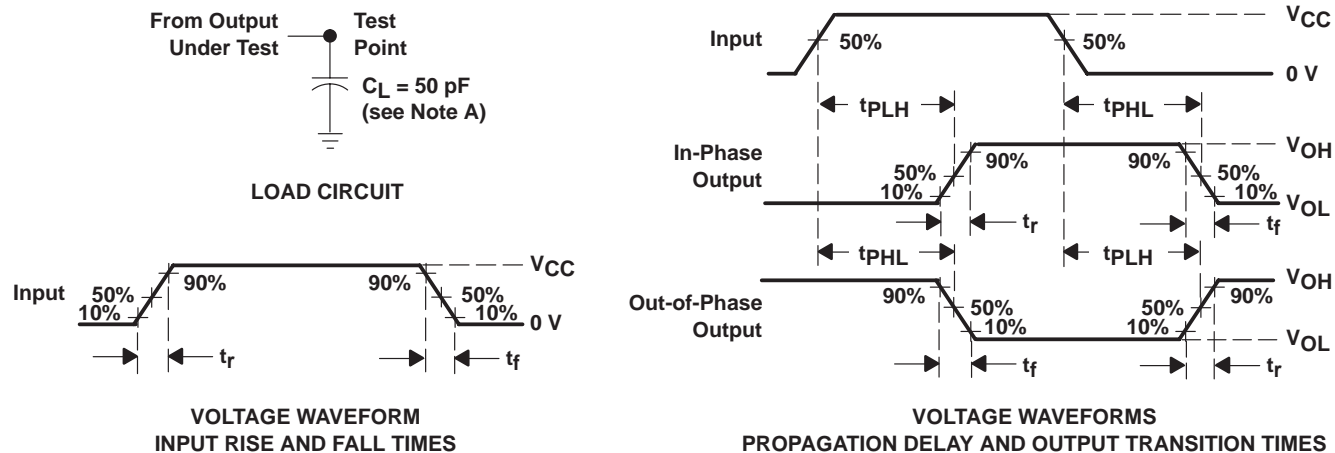 From Output
Under Test
Test
Point
CL = 50 pF
(see Note A)
LOAD CIRCUIT
Input
50%
10%
90%
90%
50%
10%
VCC
0 V
tr
tf
VOLTAGE WAVEFORM
INPUT RISE AND FALL TIMES
Input
50%
50%
VCC
0 V
tPLH
tPHL
In-Phase
Output
50%
10%
90%
90%
50%
10%
VOH
VOL
tr
tf
tPHL
tPLH
Out-of-Phase
Output
90%
50%
10%
50%
10%
90%
VOH
VOL
tf
tr
VOLTAGE WAVEFORMS
PROPAGATION DELAY AND OUTPUT TRANSITION TIMES